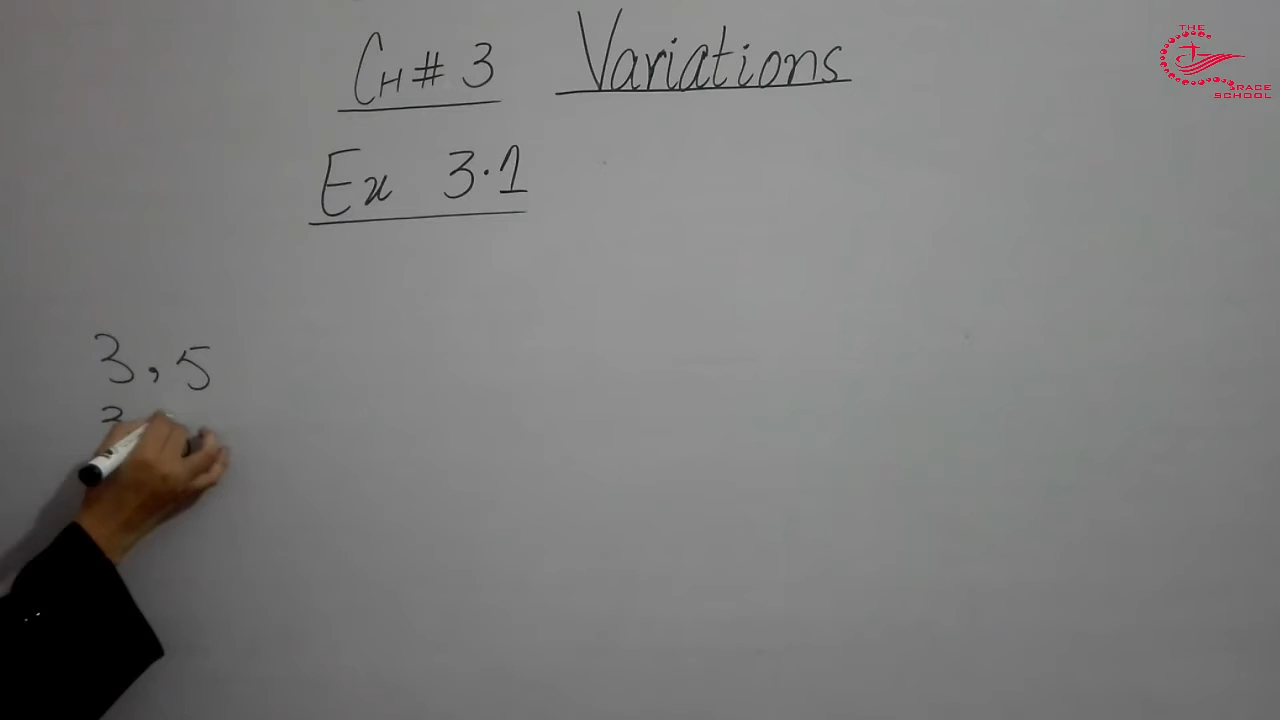 CH# 3 Variations
Ex 3.1
3, 5
THE
GRACE
SCHOOL